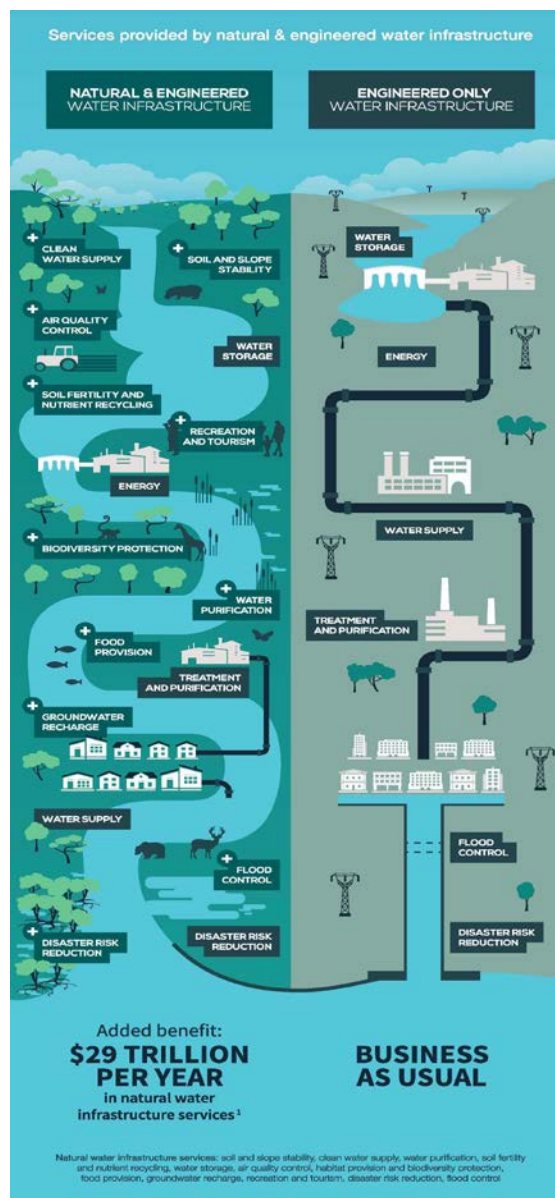 Services provided by natural & engineered water infrastructure
NATURAL & ENGINEERED
WATER INFRASTRUCTURE
ENGINEERED ONLY
WATER INFRASTRUCTURE
CLEAN
WATER SUPPLY
SOIL AND SLOPE
STABILITY
AIR QUALITY
CONTROL
WATER
STORAGE
SOIL FERTILITY AND
NUTRIENT RECYCLING
RECREATION
AND TOURISM
ENERGY
BIODIVERSITY PROTECTION
WATER
PURIFICATION
FOOD
PROVISION
TREATMENT
AND PURIFICATION
GROUNDWATER
RECHARGE
WATER SUPPLY
FLOOD
CONTROL
DISASTER RISK
REDUCTION
DISASTER RISK
REDUCTION
WATER
STORAGE
ENERGY
WATER SUPPLY
TREATMENT
AND PURIFICATION
FLOOD
CONTROL
DISASTER RISK
REDUCTION
Added benefit:
$29 TRILLION
PER YEAR
in natural water
infrastructure services¹
BUSINESS
AS USUAL
Natural water infrastructure services: soil and slope stability, clean water supply, water purification, soil fertility
and nutrient recycling, water storage, air quality control, habitat provision and biodiversity protection,
food provision, groundwater recharge, recreation and tourism, disaster risk reduction, flood control